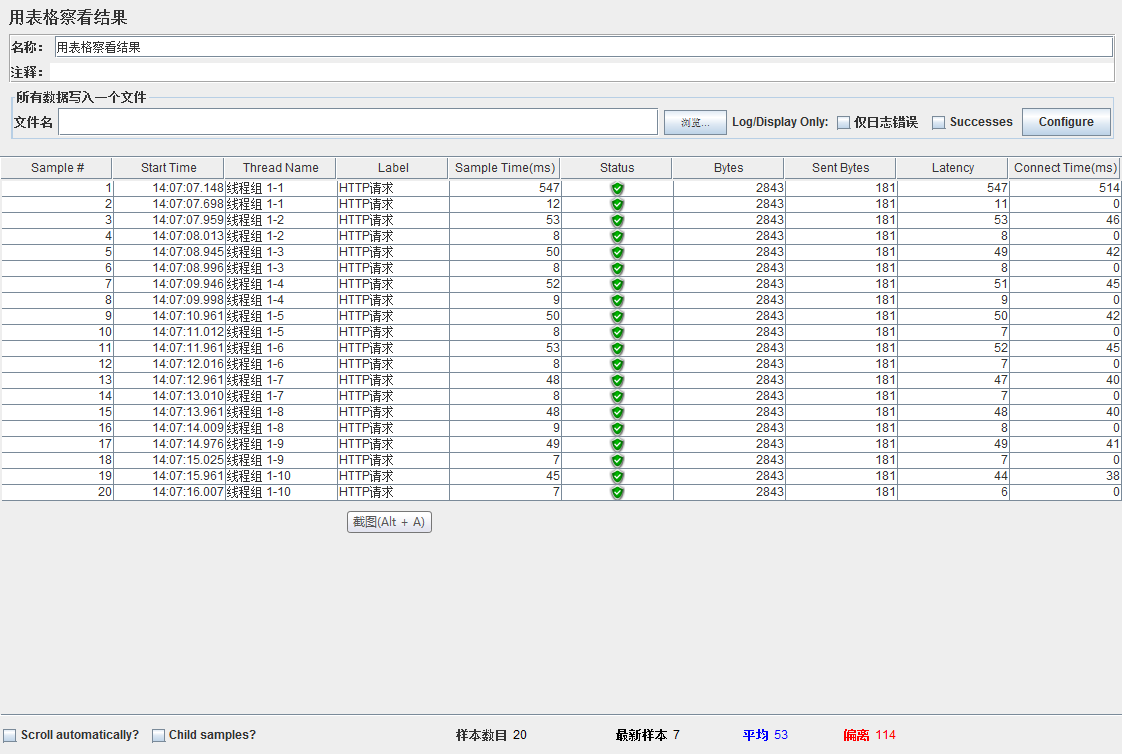 用表格察看结果
名称： 用表格察看结果
注释：
所有数据写入一个文件
文件名 浏览... Log/Display Only: 仅日志错误 Successes Configure
Sample # Start Time Thread Name Label Sample Time(ms) Status Bytes Sent Bytes Latency Connect Time(ms)
1 14:07:07.148 线程组 1-1 HTTP请求 547 2843 181 547 514
2 14:07:07.698 线程组 1-1 HTTP请求 12 2843 181 11 0
3 14:07:07.959 线程组 1-2 HTTP请求 53 2843 181 53 46
4 14:07:08.013 线程组 1-2 HTTP请求 8 2843 181 8 0
5 14:07:08.945 线程组 1-3 HTTP请求 50 2843 181 49 42
6 14:07:08.996 线程组 1-3 HTTP请求 8 2843 181 8 0
7 14:07:09.946 线程组 1-4 HTTP请求 52 2843 181 51 45
8 14:07:09.998 线程组 1-4 HTTP请求 9 2843 181 9 0
9 14:07:10.961 线程组 1-5 HTTP请求 50 2843 181 50 42
10 14:07:11.012 线程组 1-5 HTTP请求 8 2843 181 7 0
11 14:07:11.961 线程组 1-6 HTTP请求 53 2843 181 52 45
12 14:07:12.016 线程组 1-6 HTTP请求 8 2843 181 7 0
13 14:07:12.961 线程组 1-7 HTTP请求 48 2843 181 47 40
14 14:07:13.010 线程组 1-7 HTTP请求 8 2843 181 7 0
15 14:07:13.961 线程组 1-8 HTTP请求 48 2843 181 48 40
16 14:07:14.009 线程组 1-8 HTTP请求 9 2843 181 8 0
17 14:07:14.976 线程组 1-9 HTTP请求 49 2843 181 49 41
18 14:07:15.025 线程组 1-9 HTTP请求 7 2843 181 7 0
19 14:07:15.961 线程组 1-10 HTTP请求 45 2843 181 44 38
20 14:07:16.007 线程组 1-10 HTTP请求 7 2843 181 6 0
截图(Alt + A)
Scroll automatically? Child samples? 样本数目 20 最新样本 7 平均 53 偏离 114